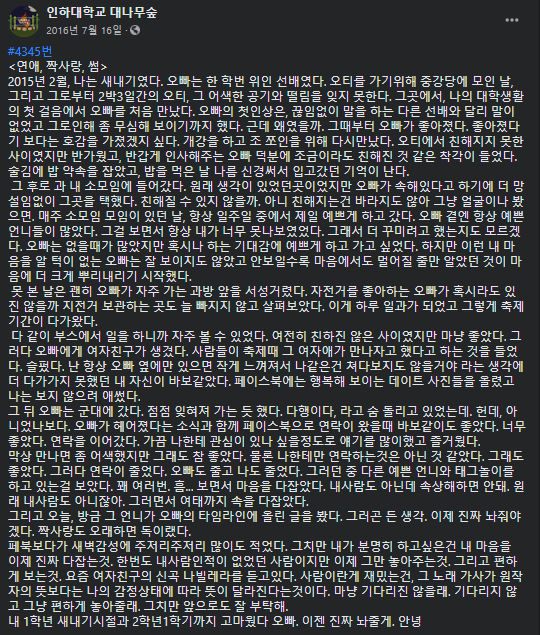 인하대학교 대나무숲
2016년 7월 16일 ·
#4345번
<연애, 짝사랑, 썸>
2015년 2월, 나는 새내기였다. 오빠는 한 학번 위인 선배였다. 오티를 가기위해 중강당에 모인 날,
그리고 그로부터 2박3일간의 오티, 그 어색한 공기와 떨림을 잊지 못한다. 그곳에서, 나의 대학생활
의 첫 걸음에서 오빠를 처음 만났다. 오빠의 첫인상은, 끊임없이 말을 하는 다른 선배와 달리 말이
없었고 그로인해 좀 무심해 보이기까지 했다. 근데 왜였을까. 그때부터 오빠가 좋아졌다. 좋아졌다
기 보다는 호감을 가졌겠지 싶다. 개강을 하고 조 쪼인을 위해 다시만났다. 오티에서 친해지지 못한
사이였지만 반가웠고, 반갑게 인사해주는 오빠 덕분에 조금이라도 친해진 것 같은 착각이 들었다.
술김에 밥 약속을 잡았고, 밥을 먹은 날 나름 신경써서 입고갔던 기억이 난다.
그 후로 과 내 소모임에 들어갔다. 원래 생각이 있었던곳이었지만 오빠가 속해있다고 하기에 더 망
설임없이 그곳을 택했다. 친해질 수 있지 않을까. 아니 친해지는건 바라지도 않아 그냥 얼굴이나 봤
으면. 매주 소모임 모임이 있던 날, 항상 일주일 중에서 제일 예쁘게 하고 갔다. 오빠 곁엔 항상 예쁜
언니들이 많았다. 그걸 보면서 항상 내가 너무 못나보였었다. 그래서 더 꾸미려고 했는지도 모르겠
다. 오빠는 없을때가 많았지만 혹시나 하는 기대감에 예쁘게 하고 가고 싶었다. 하지만 이런 내 마
음을 알 턱이 없는 오빠는 잘 보이지도 않았고 안보일수록 마음에서도 멀어질 줄만 알았던 것이 마
음에 더 크게 뿌리내리기 시작했다.
못 본 날은 괜히 오빠가 자주 가는 과방 앞을 서성거렸다. 자전거를 좋아하는 오빠가 혹시라도 있
진 않을까 지전거 보관하는 곳도 늘 빠지지 않고 살펴보았다. 이게 하루 일과가 되었고 그렇게 축제
기간이 다가왔다.
다 같이 부스에서 일을 하니까 자주 볼 수 있었다. 여전히 친하진 않은 사이였지만 마냥 좋았다. 그
러다 오빠에게 여자친구가 생겼다. 사람들이 축제때 그 여자애가 만나자고 했다고 하는 것을 들었
다. 슬펐다. 난 항상 오빠 옆에만 있으면 작게 느껴져서 나같은건 쳐다보지도 않을거야 라는 생각에
더 다가가지 못했던 내 자신이 바보같았다. 페이스북에는 행복해 보이는 데이트 사진들을 올렸고
나는 보지 않으려 애썼다.
그 뒤 오빠는 군대에 갔다. 점점 잊혀져 가는 듯 했다. 다행이다, 라고 숨 돌리고 있었는데. 헌데, 아
니었나보다. 오빠가 헤어졌다는 소식과 함께 페이스북으로 연락이 왔을때 바보같이도 좋았다. 너무
좋았다. 연락을 이어갔다. 가끔 나한테 관심이 있나 싶을정도로 얘기를 많이했고 즐거웠다.
막상 만나면 좀 어색했지만 그래도 참 좋았다. 물론 나한테만 연락하는것은 아닌 것 같았다. 그래도
좋았다. 그러다 연락이 줄었다. 오빠도 줄고 나도 줄었다. 그러던 중 다른 예쁜 언니와 태그놀이를
하고 있는걸 보았다. 꽤 여러번. 흘... 보면서 마음을 다잡았다. 내사람도 아닌데 속상해하면 안돼. 원
래 내사람도 아니잖아. 그러면서 여태까지 속을 다잡았다.
그리고 오늘, 방금 그 언니가 오빠의 타임라인에 올린 글을 봤다. 그러곤 든 생각. 이제 진짜 놔줘야
겠다. 짝사랑도 오래하면 독이랬다.
페북보다가 새벽감성에 주저리주저리 많이도 적었다. 그치만 내가 분명히 하고싶은건 내 마음을
이제 진짜 다잡는것. 한번도 내사람인적이 없었던 사람이지만 이제 그만 놓아주는것. 그리고 편하
게 보는것. 요즘 여자친구의 신곡 나빌레라를 듣고있다. 사람이란게 재밌는건, 그 노래 가사가 원작
자의 뜻보다는 나의 감정상태에 따라 뜻이 달라진다는것이다. 마냥 기다리진 않을래. 기다리지 않
고 그냥 편하게 놓아줄래. 그치만 앞으로도 잘 부탁해.
내 1학년 새내기시절과 2학년1학기까지 고마웠다 오빠. 이젠 진짜 놔줄게. 안녕